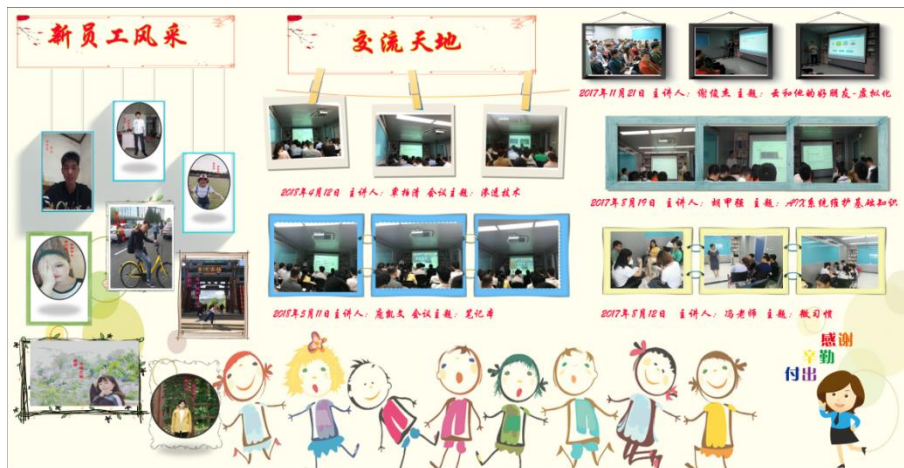 新员工风采
交流天地
2017年11月21日 主讲人：谢俊杰 主题：云和他的好朋友-虚拟化
2018年4月12日 主讲人：覃柏清 会议主题：渗透技术
2017年8月19日 主讲人：胡甲强 主题：AIX系统维护基础知识
2018年5月11日主讲人：庞凯文 会议主题：笔记本
2017年8月12日 主讲人：冯老师 主题：微习惯
感谢
辛勤
付出